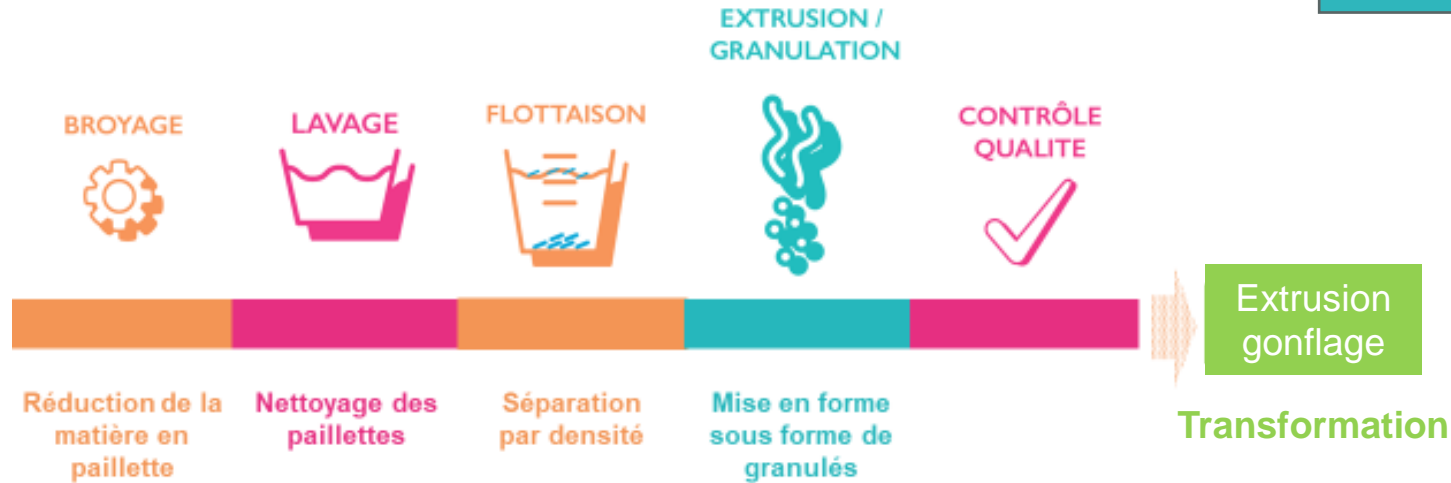 BROYAGE
LAVAGE
FLOTTAISON
EXTRUSION /
GRANULATION
CONTRÔLE
QUALITE
Réduction de la
matière en
paillette
Nettoyage des
paillettes
Séparation
par densité
Mise en forme
sous forme de
granulés
Extrusion
gonflage
Transformation